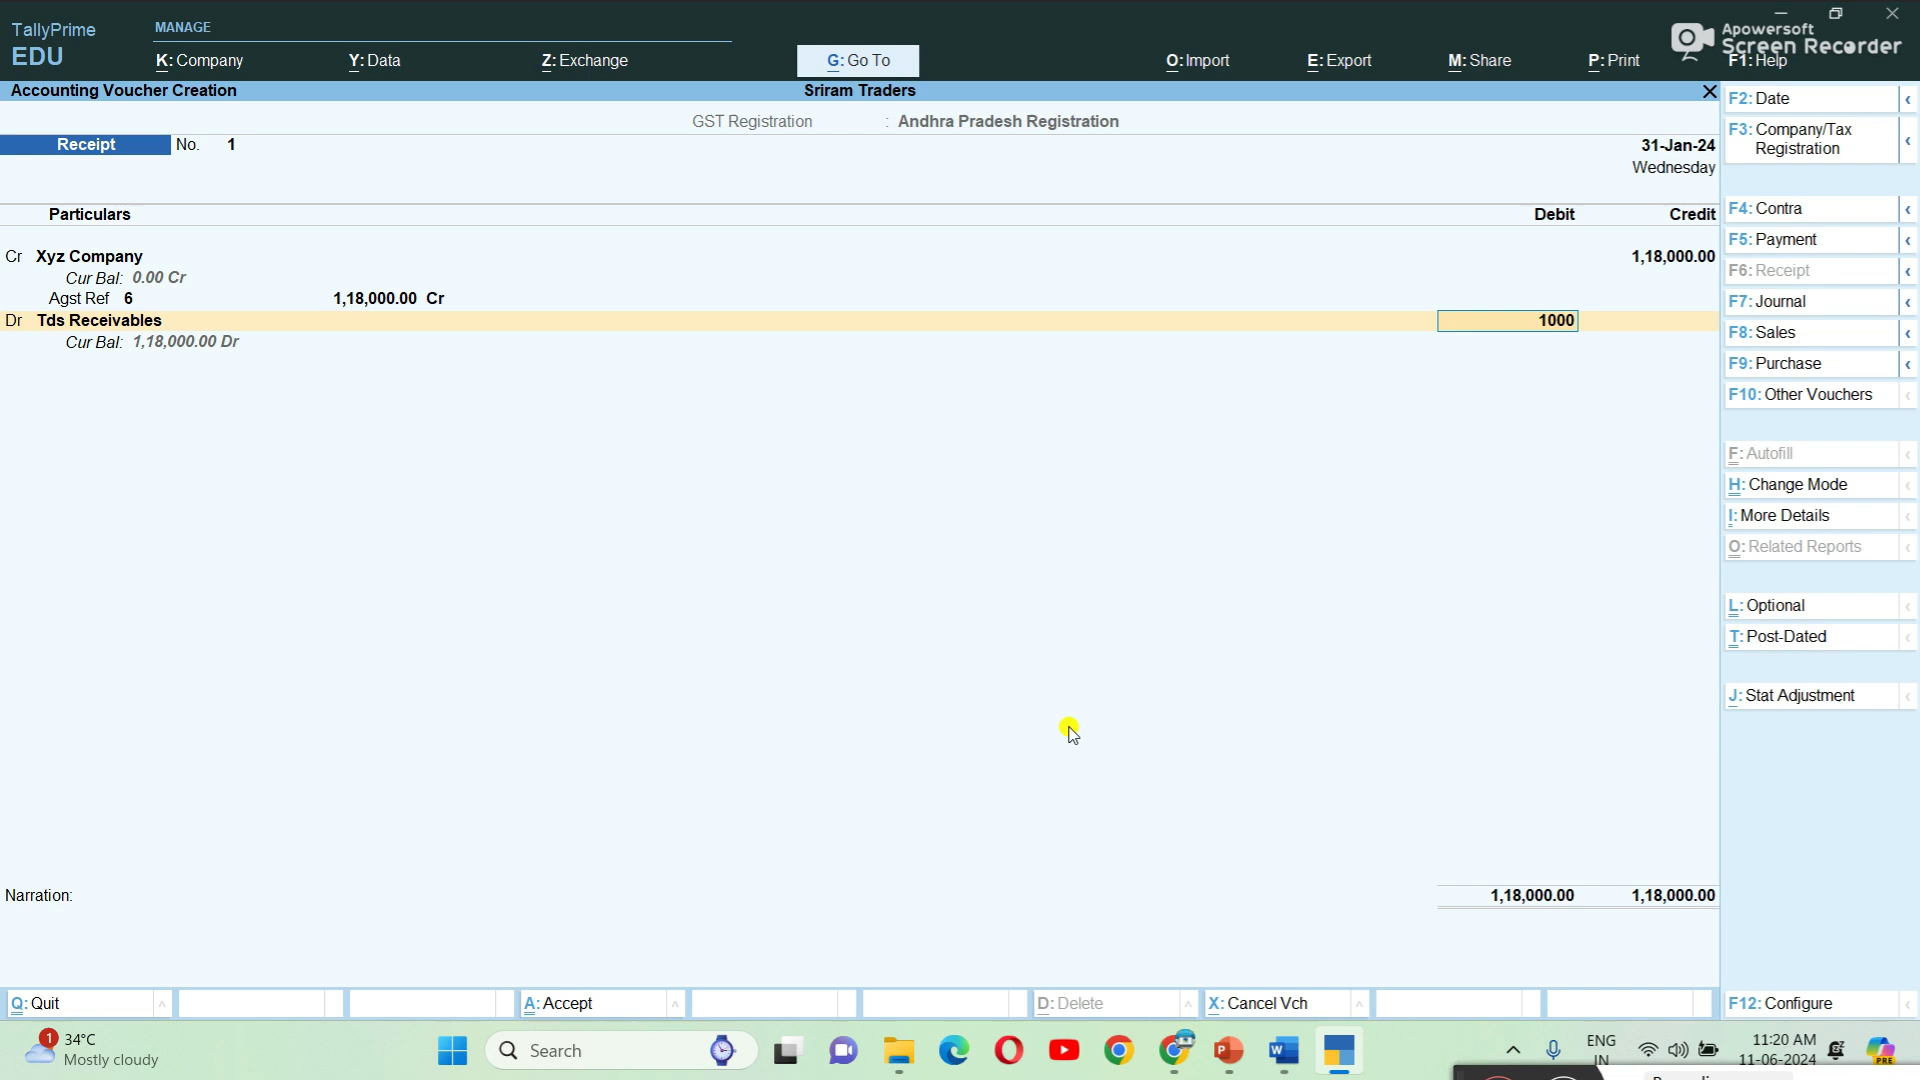 TallyPrime
EDU
MANAGE
K: Company
Y: Data
Z: Exchange
G: Go To
O: Import
E: Export
M: Share
P: Print
F1: Help
Apowersoft
Screen Recorder
Accounting Voucher Creation
Sriram Traders
GST Registration : Andhra Pradesh Registration
Receipt No. 1
31-Jan-24
Wednesday
Particulars Debit Credit
Cr Xyz Company 1,18,000.00
Cur Bal: 0.00 Cr
Agst Ref 6 1,18,000.00 Cr
Dr Tds Receivables 1000
Cur Bal: 1,18,000.00 Dr
Narration: 1,18,000.00 1,18,000.00
F2: Date
F3: Company/Tax
Registration
F4: Contra
F5: Payment
F6: Receipt
F7: Journal
F8: Sales
F9: Purchase
F10: Other Vouchers
F: Autofill
H: Change Mode
I: More Details
O: Related Reports
L: Optional
T: Post-Dated
J: Stat Adjustment
Q: Quit
A: Accept
D: Delete
X: Cancel Vch
F12: Configure
1
34°C
Mostly cloudy
Search
ENG
IN
11:20 AM
11-06-2024
PRE